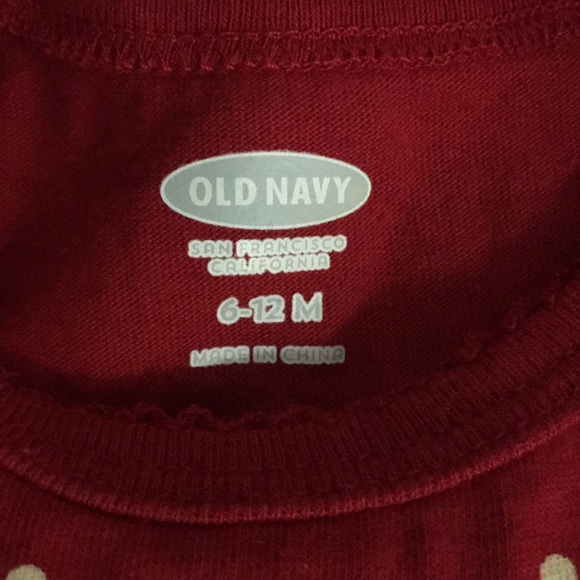 OLD NAVY
SAN FRANCISCO
CALIFORNIA
6-12 M
MADE IN CHINA